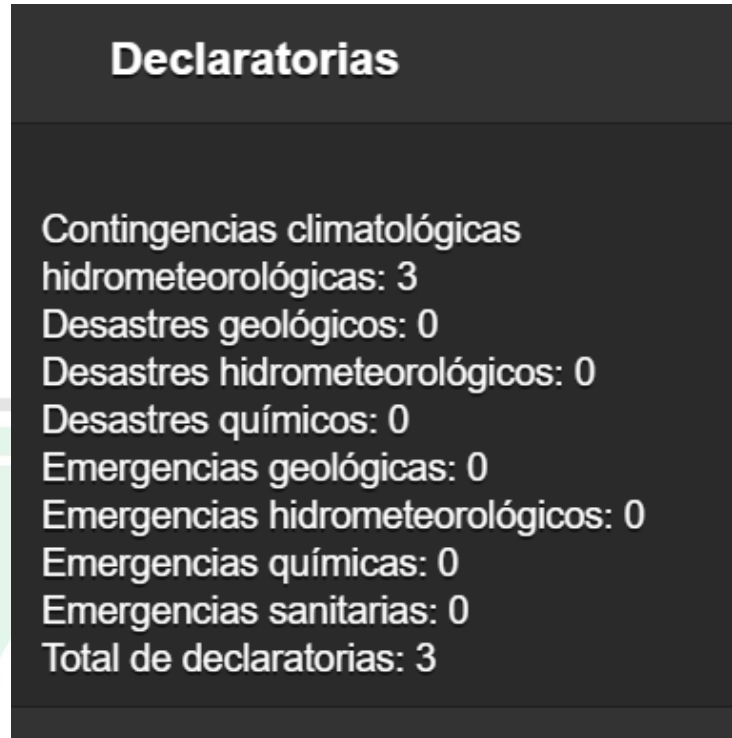 Declaratorias
Contingencias climatológicas
hidrometeorológicas: 3
Desastres geológicos: 0
Desastres hidrometeorológicos: 0
Desastres químicos: 0
Emergencias geológicas: 0
Emergencias hidrometeorológicos: 0
Emergencias químicas: 0
Emergencias sanitarias: 0
Total de declaratorias: 3